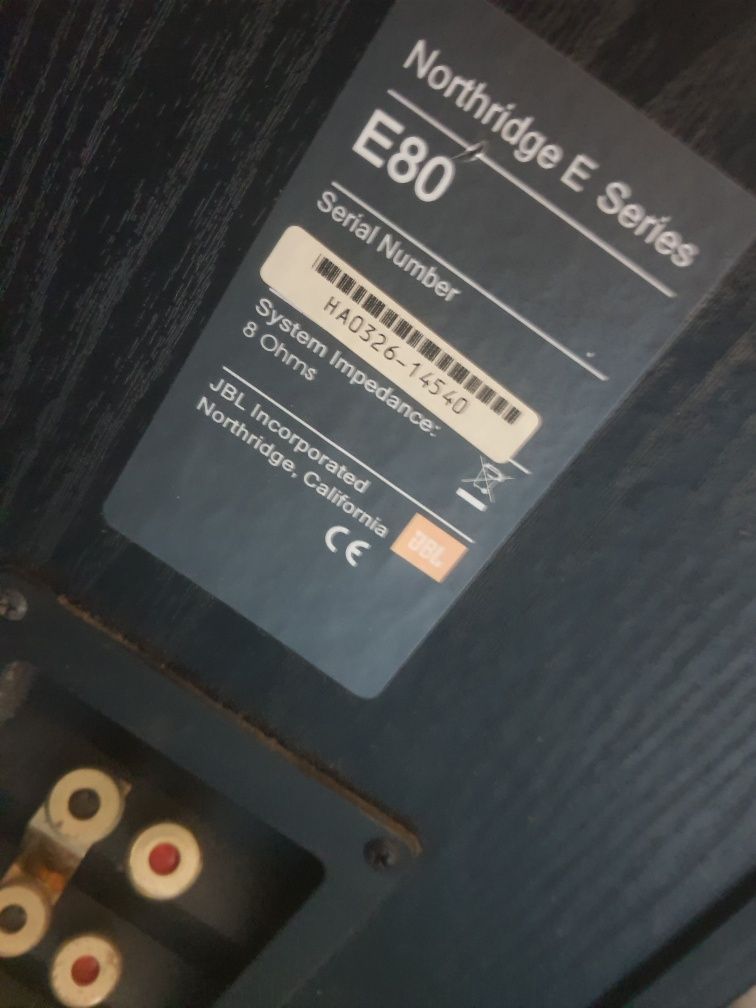 Northridge E Series
E80
Serial Number
HA0326-14540
System Impedance:
8 Ohms
JBL Incorporated
Northridge, California
CE
JBL